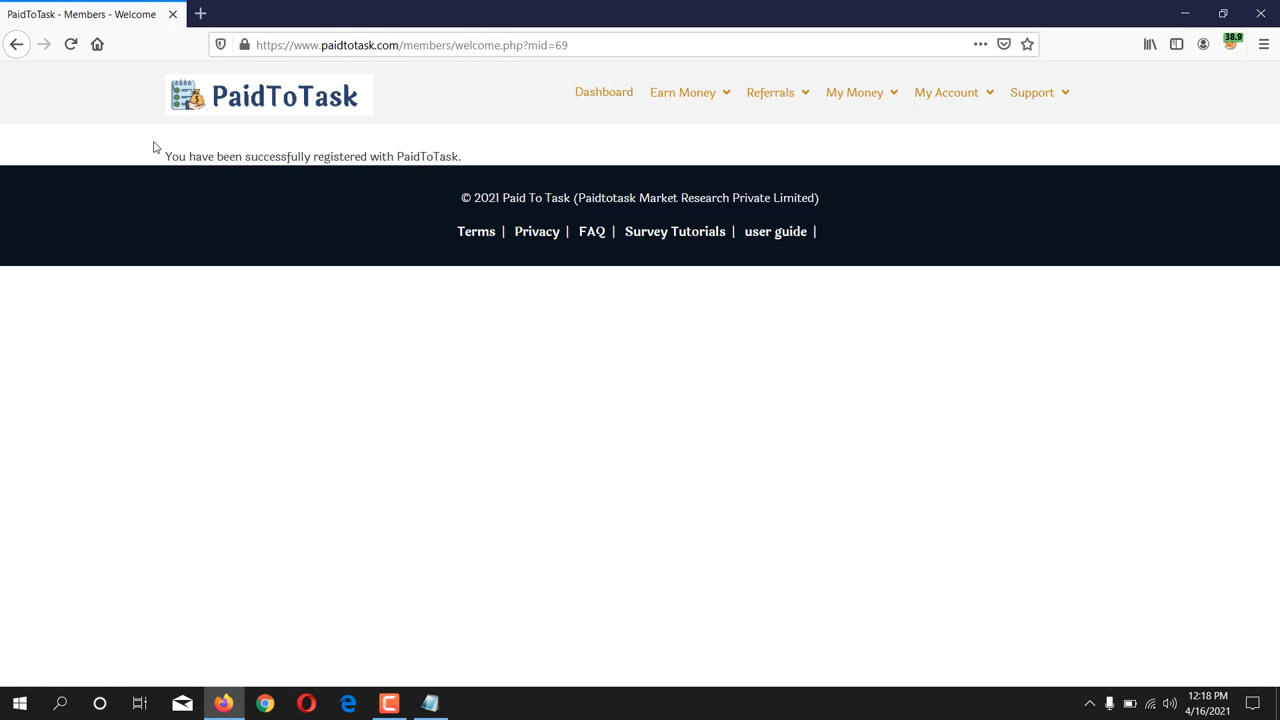 PaidToTask - Members - Welcome
https://www.paidtotask.com/members/welcome.php?mid=69
38.9
PaidToTask
Dashboard Earn Money Referrals My Money My Account Support
You have been successfully registered with PaidToTask.
© 2021 Paid To Task (Paidtotask Market Research Private Limited)
Terms | Privacy | FAQ | Survey Tutorials | user guide |
12:18 PM
4/16/2021